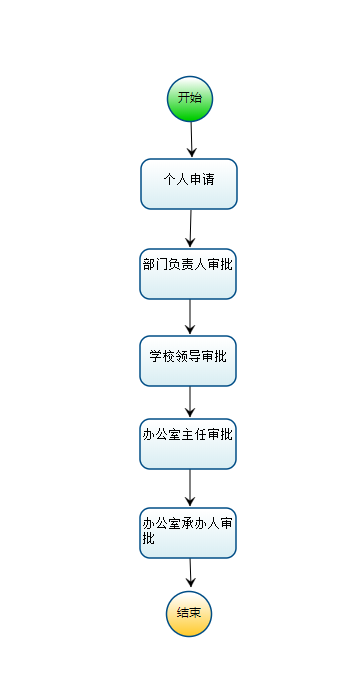 开始
个人申请
部门负责人审批
学校领导审批
办公室主任审批
办公室承办人审
批
结束